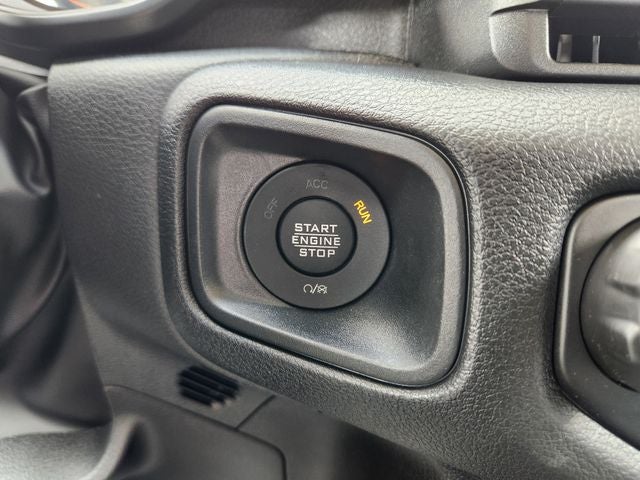 ACC
OFF
RUN
START
ENGINE
STOP